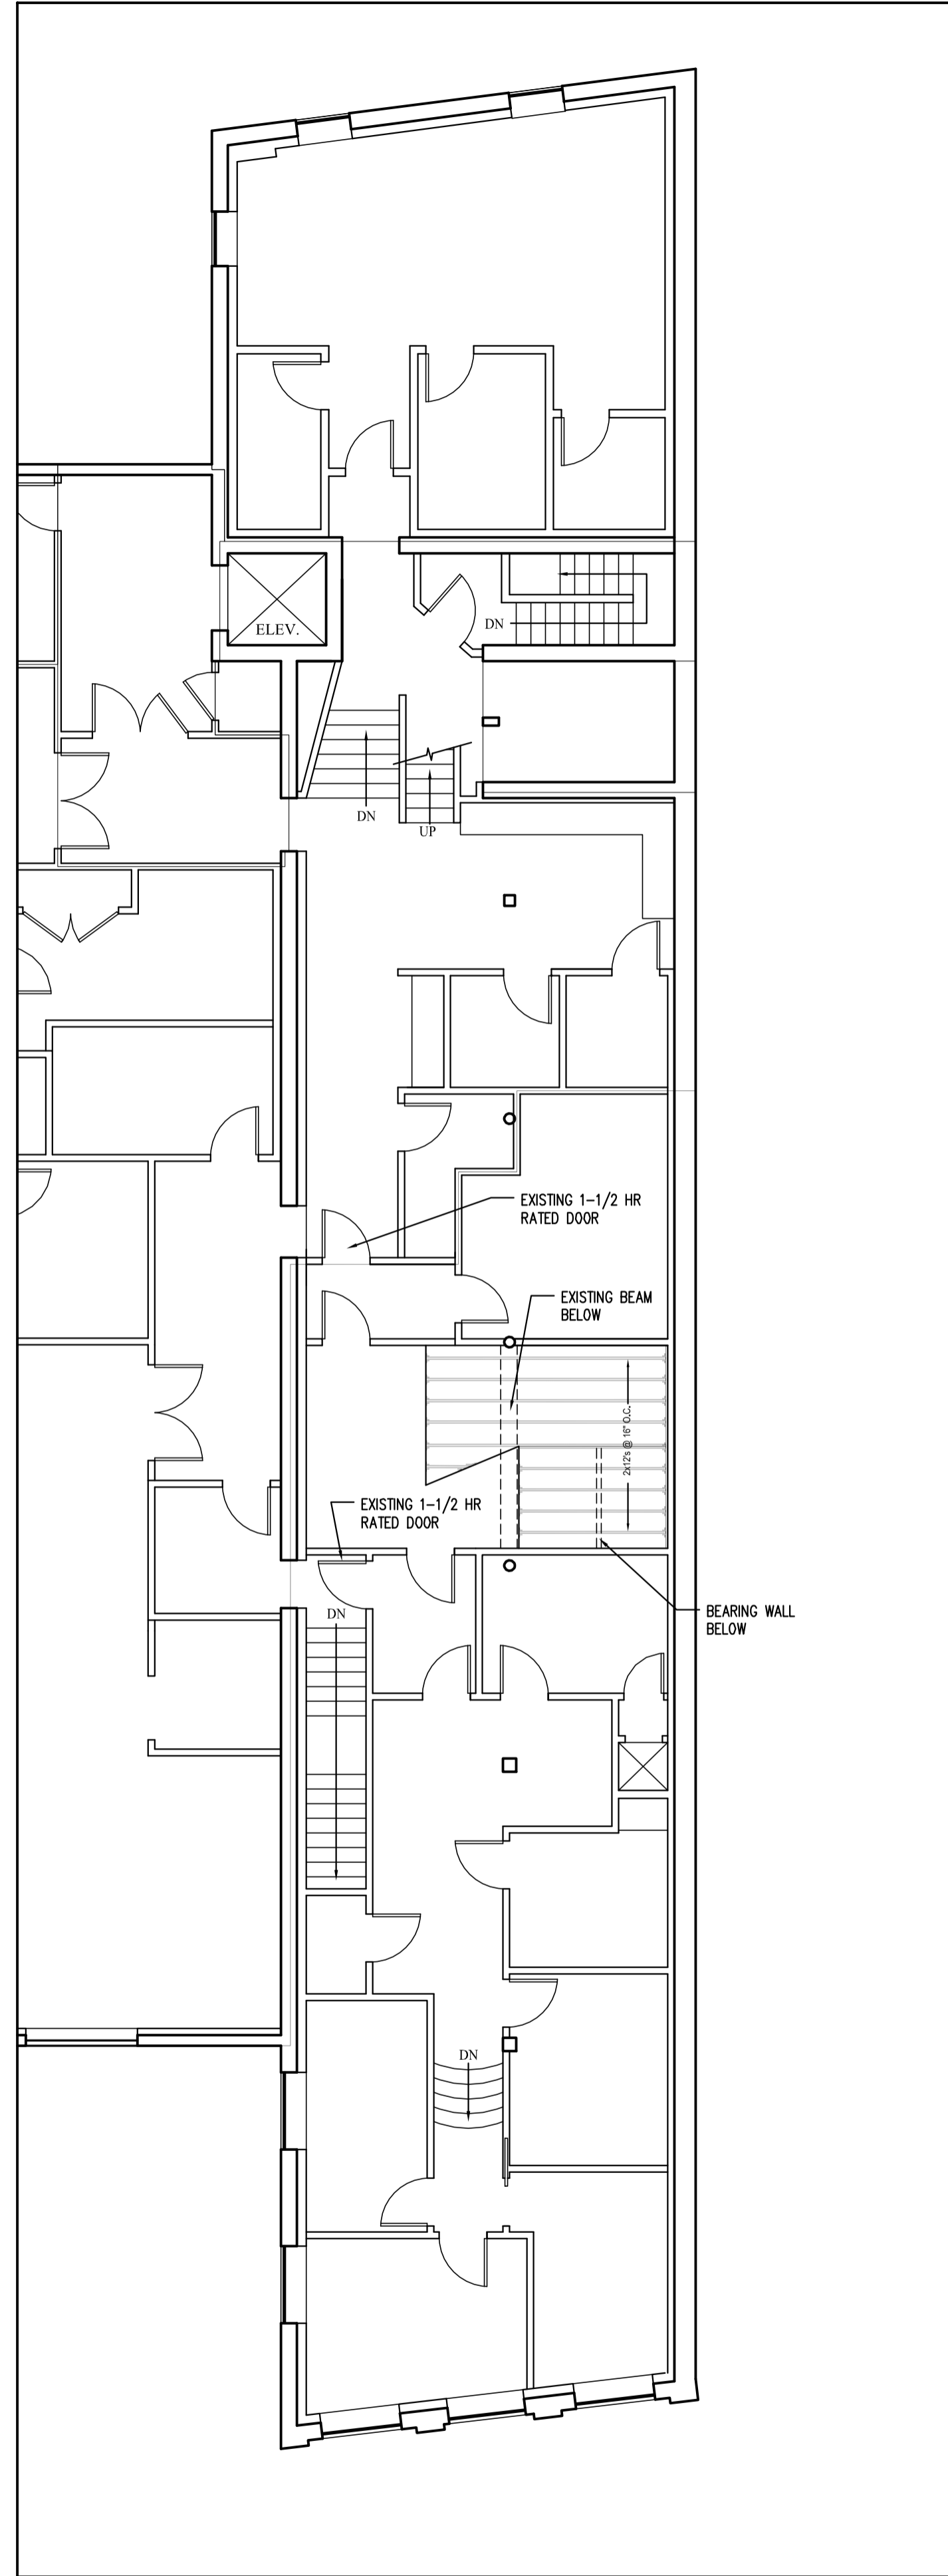 ELEV.
DN
DN
UP
EXISTING 1-1/2 HR
RATED DOOR
EXISTING BEAM
BELOW
2x12's @ 16" O.C.
EXISTING 1-1/2 HR
RATED DOOR
BEARING WALL
BELOW
DN
DN